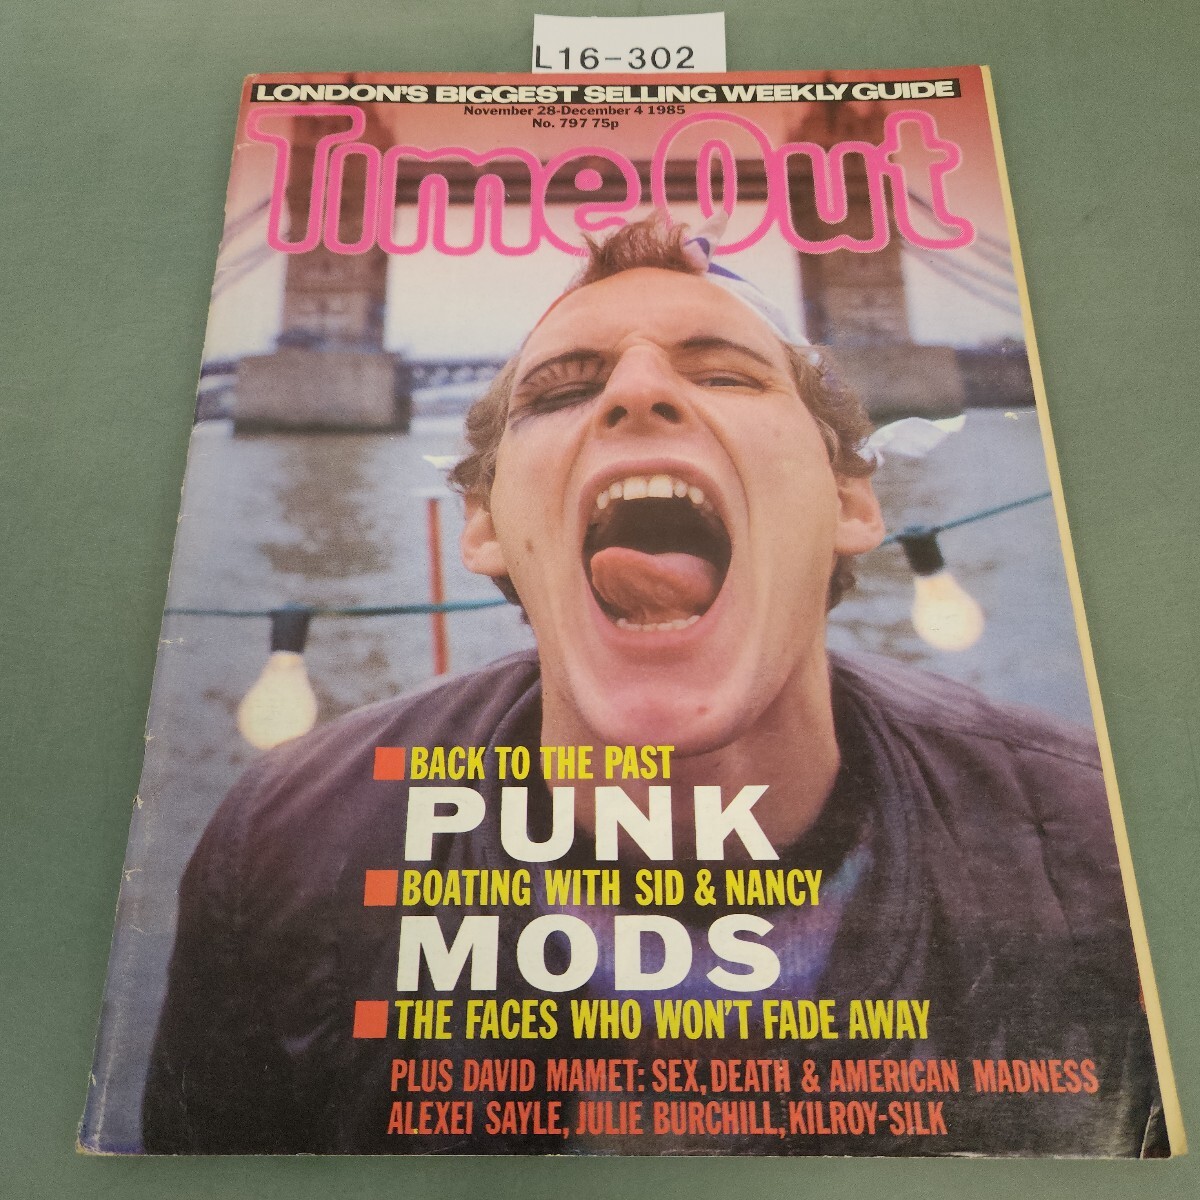 L16-302
LONDON'S BIGGEST SELLING WEEKLY GUIDE
November 28-December 4 1985
No. 797 75p
Time Out
BACK TO THE PAST
PUNK
BOATING WITH SID & NANCY
MODS
THE FACES WHO WON'T FADE AWAY
PLUS DAVID MAMET: SEX, DEATH & AMERICAN MADNESS
ALEXEI SAYLE, JULIE BURCHILL, KILROY-SILK